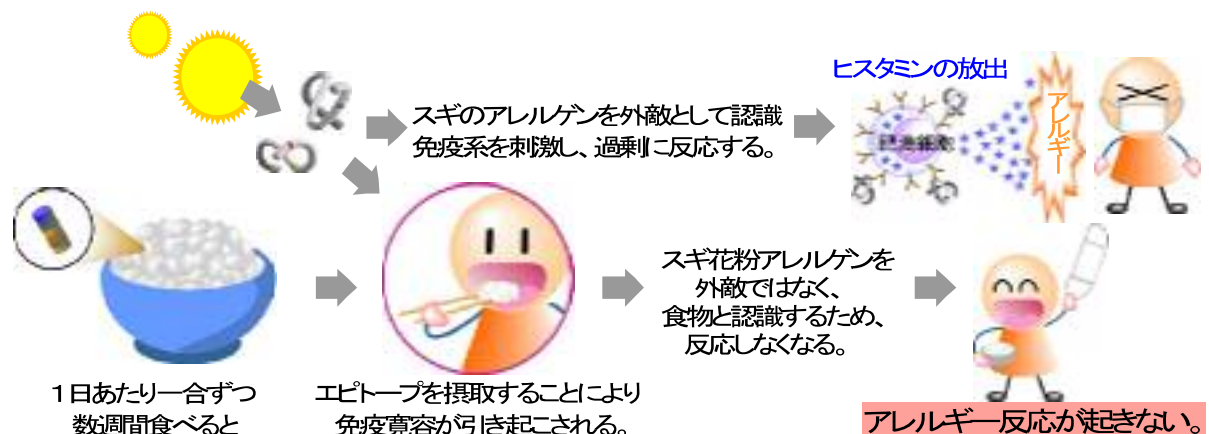 ヒスタミンの放出
スギのアレルゲンを外敵として認識
免疫系を刺激し、過剰に反応する。
アレルギー
スギ花粉アレルゲンを
外敵ではなく、
食物と認識するため、
反応しなくなる。
1日あたり一合ずつ
数週間食べると
エピトープを摂取することにより
免疫寛容が引き起こされる。
アレルギー反応が起きない。